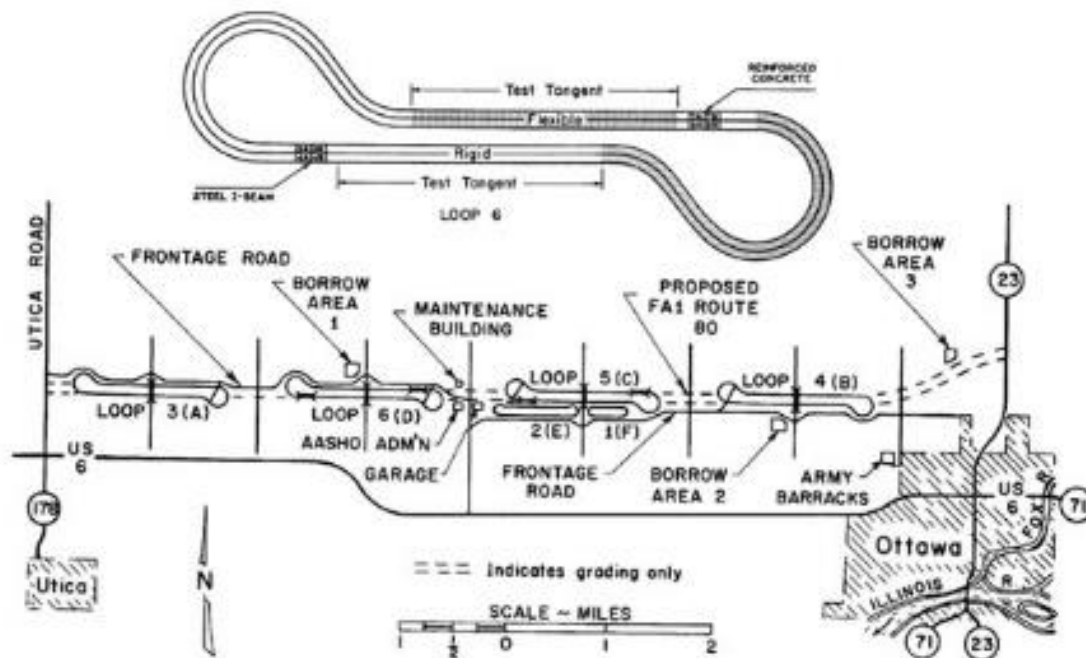 REINFORCED
CONCRETE
Test Tangent
Flexible
Rigid
STEEL I-BEAM
Test Tangent
LOOP 6
UTICA ROAD
FRONTAGE ROAD
BORROW
AREA
1
MAINTENANCE
BUILDING
PROPOSED
FA1 ROUTE
80
BORROW
AREA
3
23
LOOP 3(A)
LOOP 6(D)
LOOP 5(C)
LOOP 4(B)
2(E) 1(F)
AASHO ADM'N
GARAGE
FRONTAGE
ROAD
BORROW
AREA 2
ARMY
BARRACKS
US
6
US
6
71
178
Utica
N
Ottawa
FOX R
ILLINOIS R.
71
23
Indicates grading only
SCALE ~ MILES
1 1/2 0 1 2